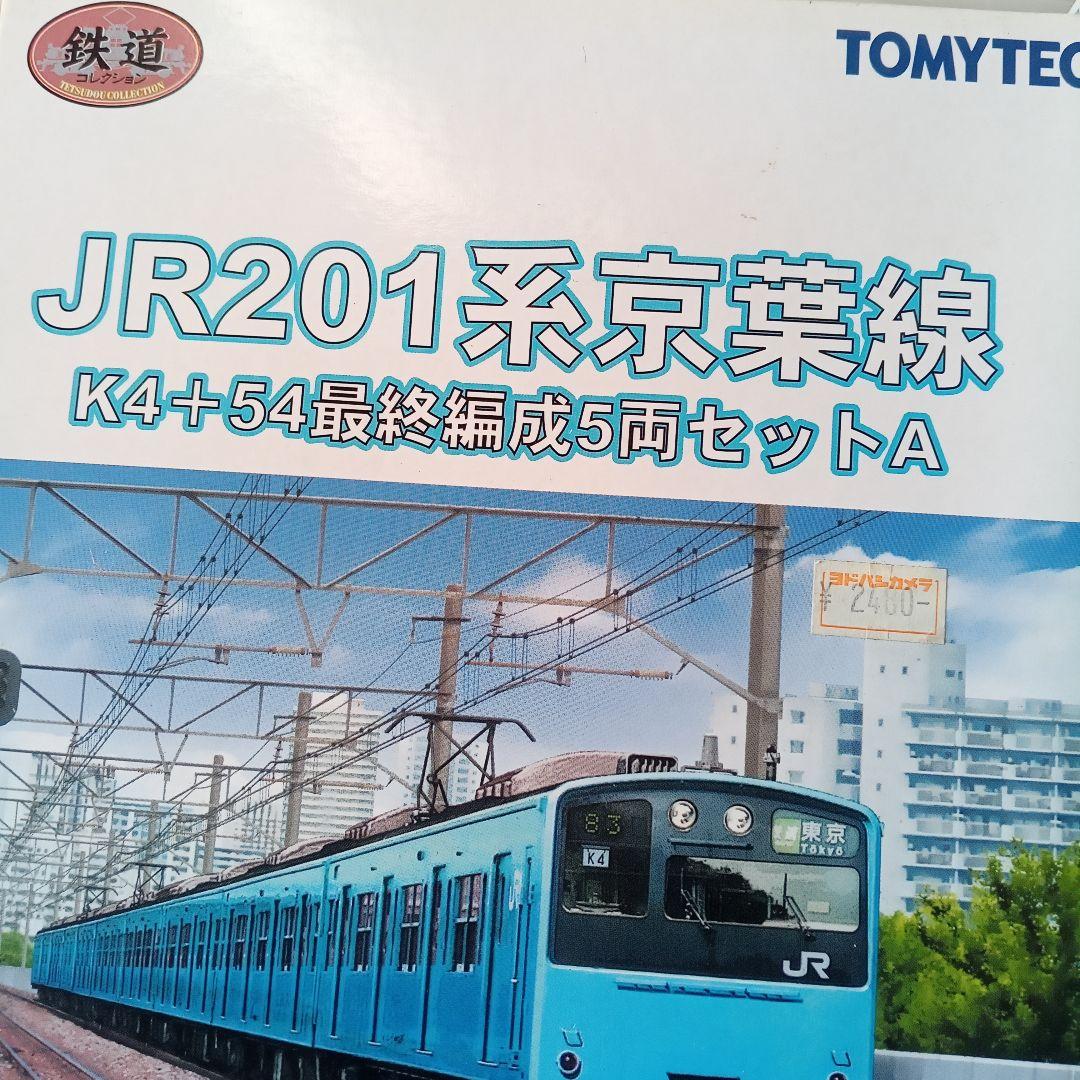 鉄道
コレクション
TETSUDOU COLLECTION
TOMYTEC
JR201系京葉線
K4+54最終編成5両セットA
ヨドバシカメラ
¥ 2480-
83
K4
東京
Tōkyō
JR